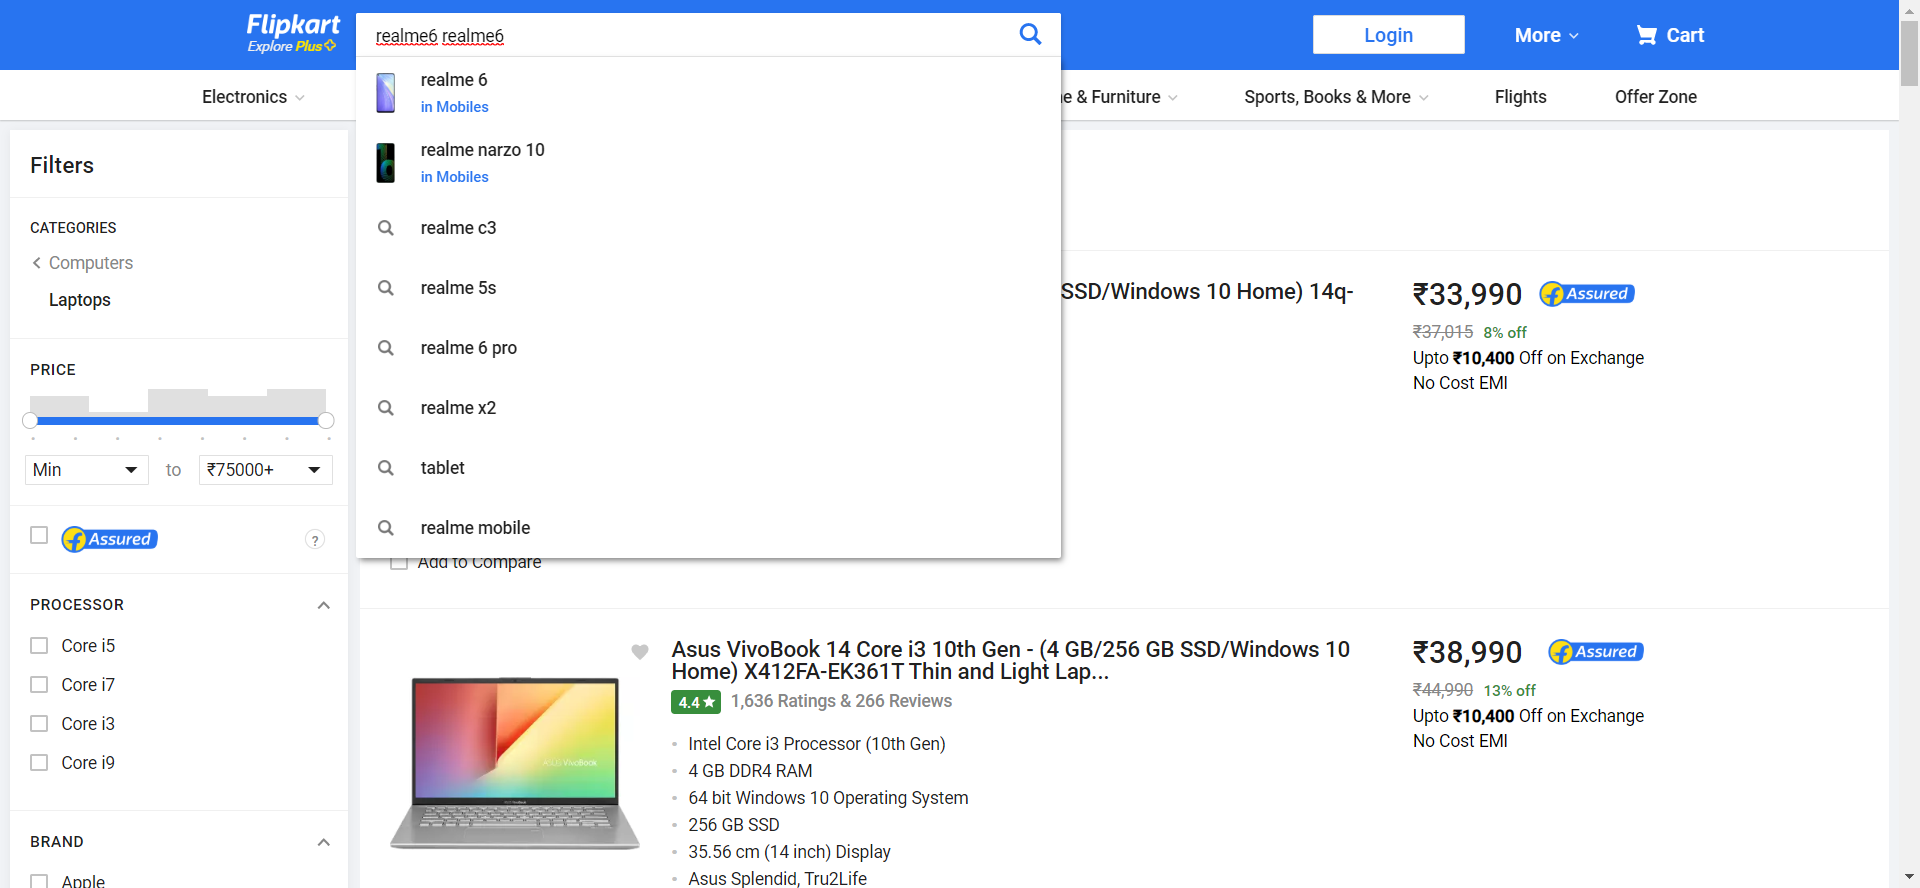 Flipkart
Explore Plus
realme6 realme6
Login
More
Cart
Electronics
e & Furniture
Sports, Books & More
Flights
Offer Zone
realme 6
in Mobiles
realme narzo 10
in Mobiles
realme c3
realme 5s
realme 6 pro
realme x2
tablet
realme mobile
Filters
CATEGORIES
Computers
Laptops
PRICE
Min
to
₹75000+
Assured
?
PROCESSOR
Core i5
Core i7
Core i3
Core i9
BRAND
Apple
SSD/Windows 10 Home) 14q-
₹33,990
Assured
₹37,015 8% off
Upto ₹10,400 Off on Exchange
No Cost EMI
Add to Compare
Asus VivoBook 14 Core i3 10th Gen - (4 GB/256 GB SSD/Windows 10
Home) X412FA-EK361T Thin and Light Lap...
4.4★ 1,636 Ratings & 266 Reviews
Intel Core i3 Processor (10th Gen)
4 GB DDR4 RAM
64 bit Windows 10 Operating System
256 GB SSD
35.56 cm (14 inch) Display
Asus Splendid, Tru2Life
ASUS VivoBook
₹38,990
Assured
₹44,990 13% off
Upto ₹10,400 Off on Exchange
No Cost EMI